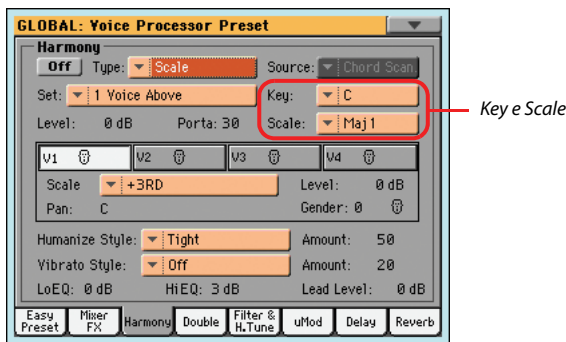 GLOBAL: Voice Processor Preset
Harmony
Off Type: Scale Source: Chord Scan.
Set: 1 Voice Above Key: C
Level: 0 dB Porta: 30 Scale: Maj1
Key e Scale
V1 V2 V3 V4
Scale +3RD Level: 0 dB
Pan: C Gender: 0
Humanize Style: Tight Amount: 50
Vibrato Style: Off Amount: 20
LoEQ: 0 dB HiEQ: 3 dB Lead Level: 0 dB
Easy Preset Mixer FX Harmony Double Filter & H.Tune uMod Delay Reverb